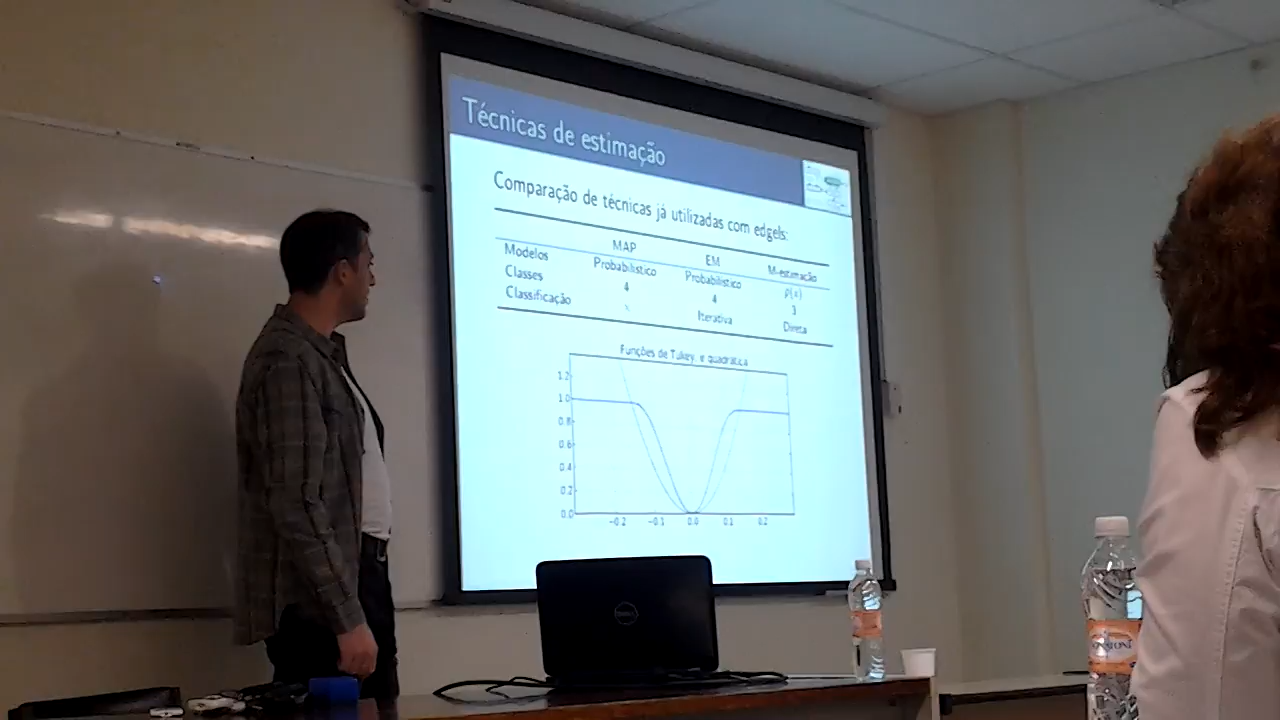 Técnicas de estimação
Comparação de técnicas já utilizadas com edgels:
MAP EM M-estimação
Modelos Probabilístico Probabilístico ρ(x)
Classes 4 4 3
Classificação Iterativa Direta
Funções de Tukey, e quadrática
1.2
1.0
0.8
0.6
0.4
0.2
0.0
−0.2 −0.1 0.0 0.1 0.2
DELL